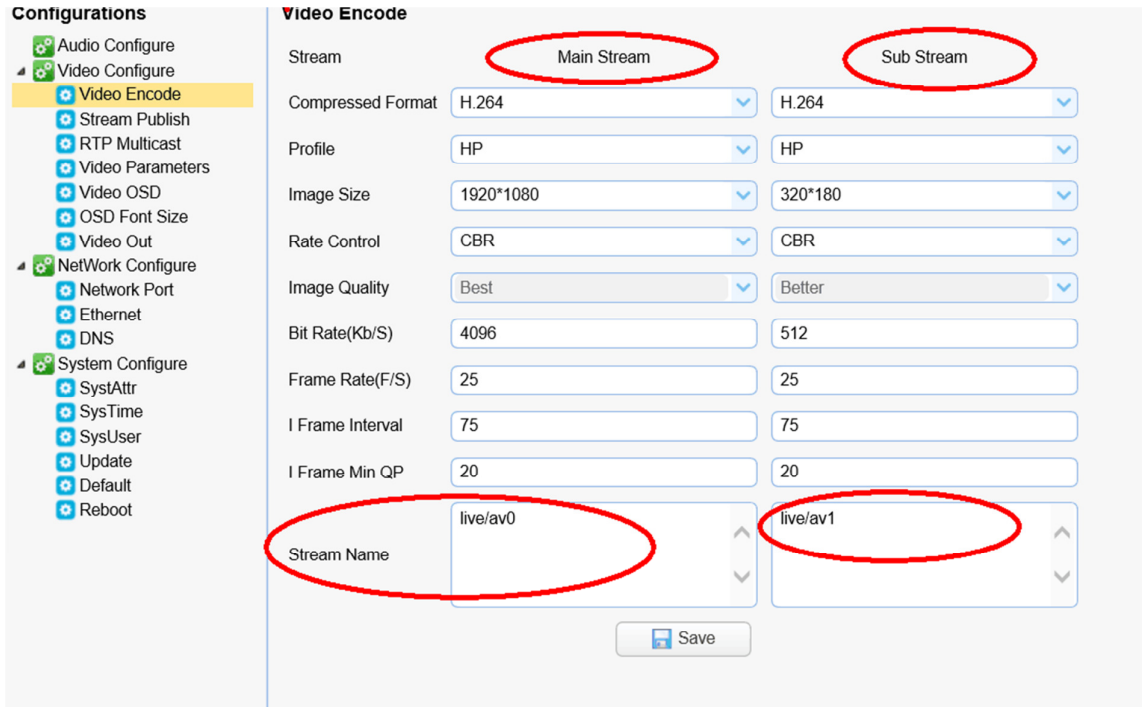 Configurations
Audio Configure
Video Configure
Video Encode
Stream Publish
RTP Multicast
Video Parameters
Video OSD
OSD Font Size
Video Out
NetWork Configure
Network Port
Ethernet
DNS
System Configure
SystAttr
SysTime
SysUser
Update
Default
Reboot
Video Encode
Stream Main Stream Sub Stream
Compressed Format H.264 H.264
Profile HP HP
Image Size 1920*1080 320*180
Rate Control CBR CBR
Image Quality Best Better
Bit Rate(Kb/S) 4096 512
Frame Rate(F/S) 25 25
I Frame Interval 75 75
I Frame Min QP 20 20
Stream Name live/av0 live/av1
Save